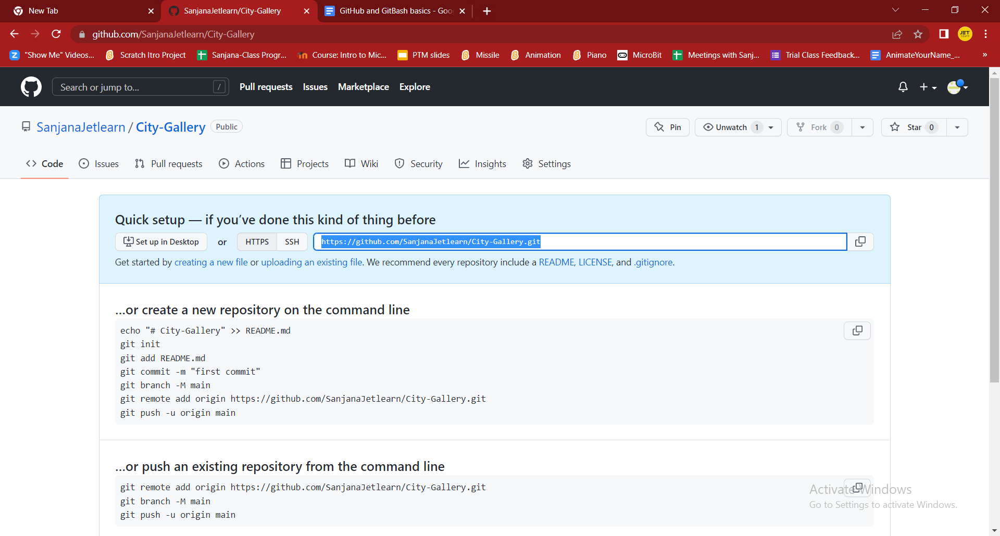 New Tab
SanjanaJetlearn/City-Gallery
GitHub and GitBash basics - Goo
github.com/SanjanaJetlearn/City-Gallery
JET
learn
Z "Show Me" Videos...
Scratch Itro Project
Sanjana-Class Progr...
Course: Intro to Mic...
PTM slides
Missile
Animation
Piano
MicroBit
Meetings with Sanj...
Trial Class Feedback...
AnimateYourName_...
»
Search or jump to... /
Pull requests Issues Marketplace Explore
SanjanaJetlearn / City-Gallery Public
Pin
Unwatch 1
Fork 0
Star 0
Code Issues Pull requests Actions Projects Wiki Security Insights Settings
Quick setup — if you’ve done this kind of thing before
Set up in Desktop or HTTPS SSH https://github.com/SanjanaJetlearn/City-Gallery.git
Get started by creating a new file or uploading an existing file. We recommend every repository include a README, LICENSE, and .gitignore.
…or create a new repository on the command line
echo "# City-Gallery" >> README.md
git init
git add README.md
git commit -m "first commit"
git branch -M main
git remote add origin https://github.com/SanjanaJetlearn/City-Gallery.git
git push -u origin main
…or push an existing repository from the command line
git remote add origin https://github.com/SanjanaJetlearn/City-Gallery.git
git branch -M main
git push -u origin main
Activate Windows
Go to Settings to activate Windows.